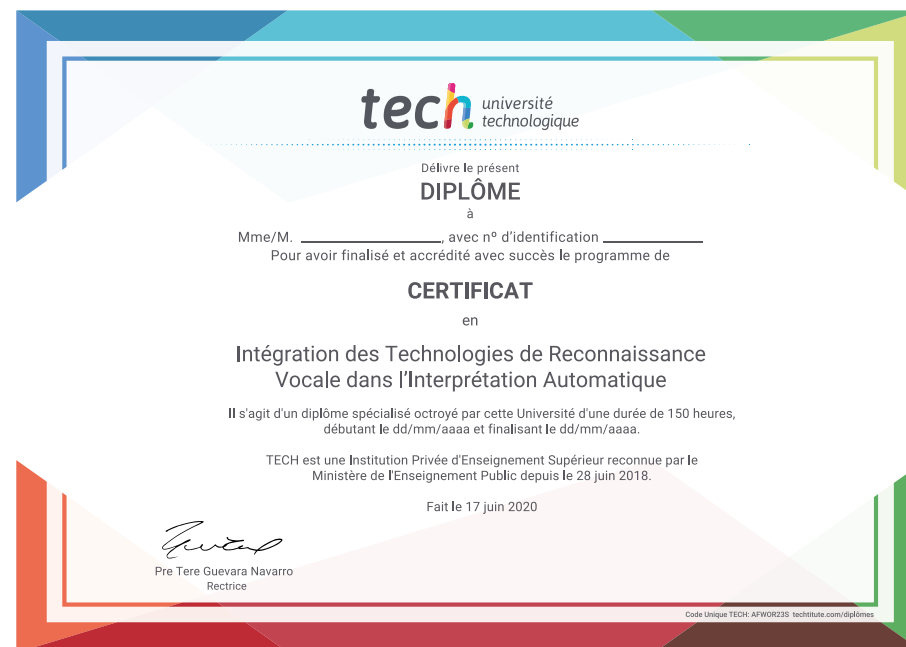 tech université
technologique
Délivre le présent
DIPLÔME
à
Mme/M. ____________________, avec nº d'identification ______________
Pour avoir finalisé et accrédité avec succès le programme de
CERTIFICAT
en
Intégration des Technologies de Reconnaissance
Vocale dans l'Interprétation Automatique
Il s'agit d'un diplôme spécialisé octroyé par cette Université d'une durée de 150 heures,
débutant le dd/mm/aaaa et finalisant le dd/mm/aaaa.
TECH est une Institution Privée d'Enseignement Supérieur reconnue par le
Ministère de l'Enseignement Public depuis le 28 juin 2018.
Fait le 17 juin 2020
Pre Tere Guevara Navarro
Rectrice
Code Unique TECH: AFWOR23S techtitute.com/diplômes